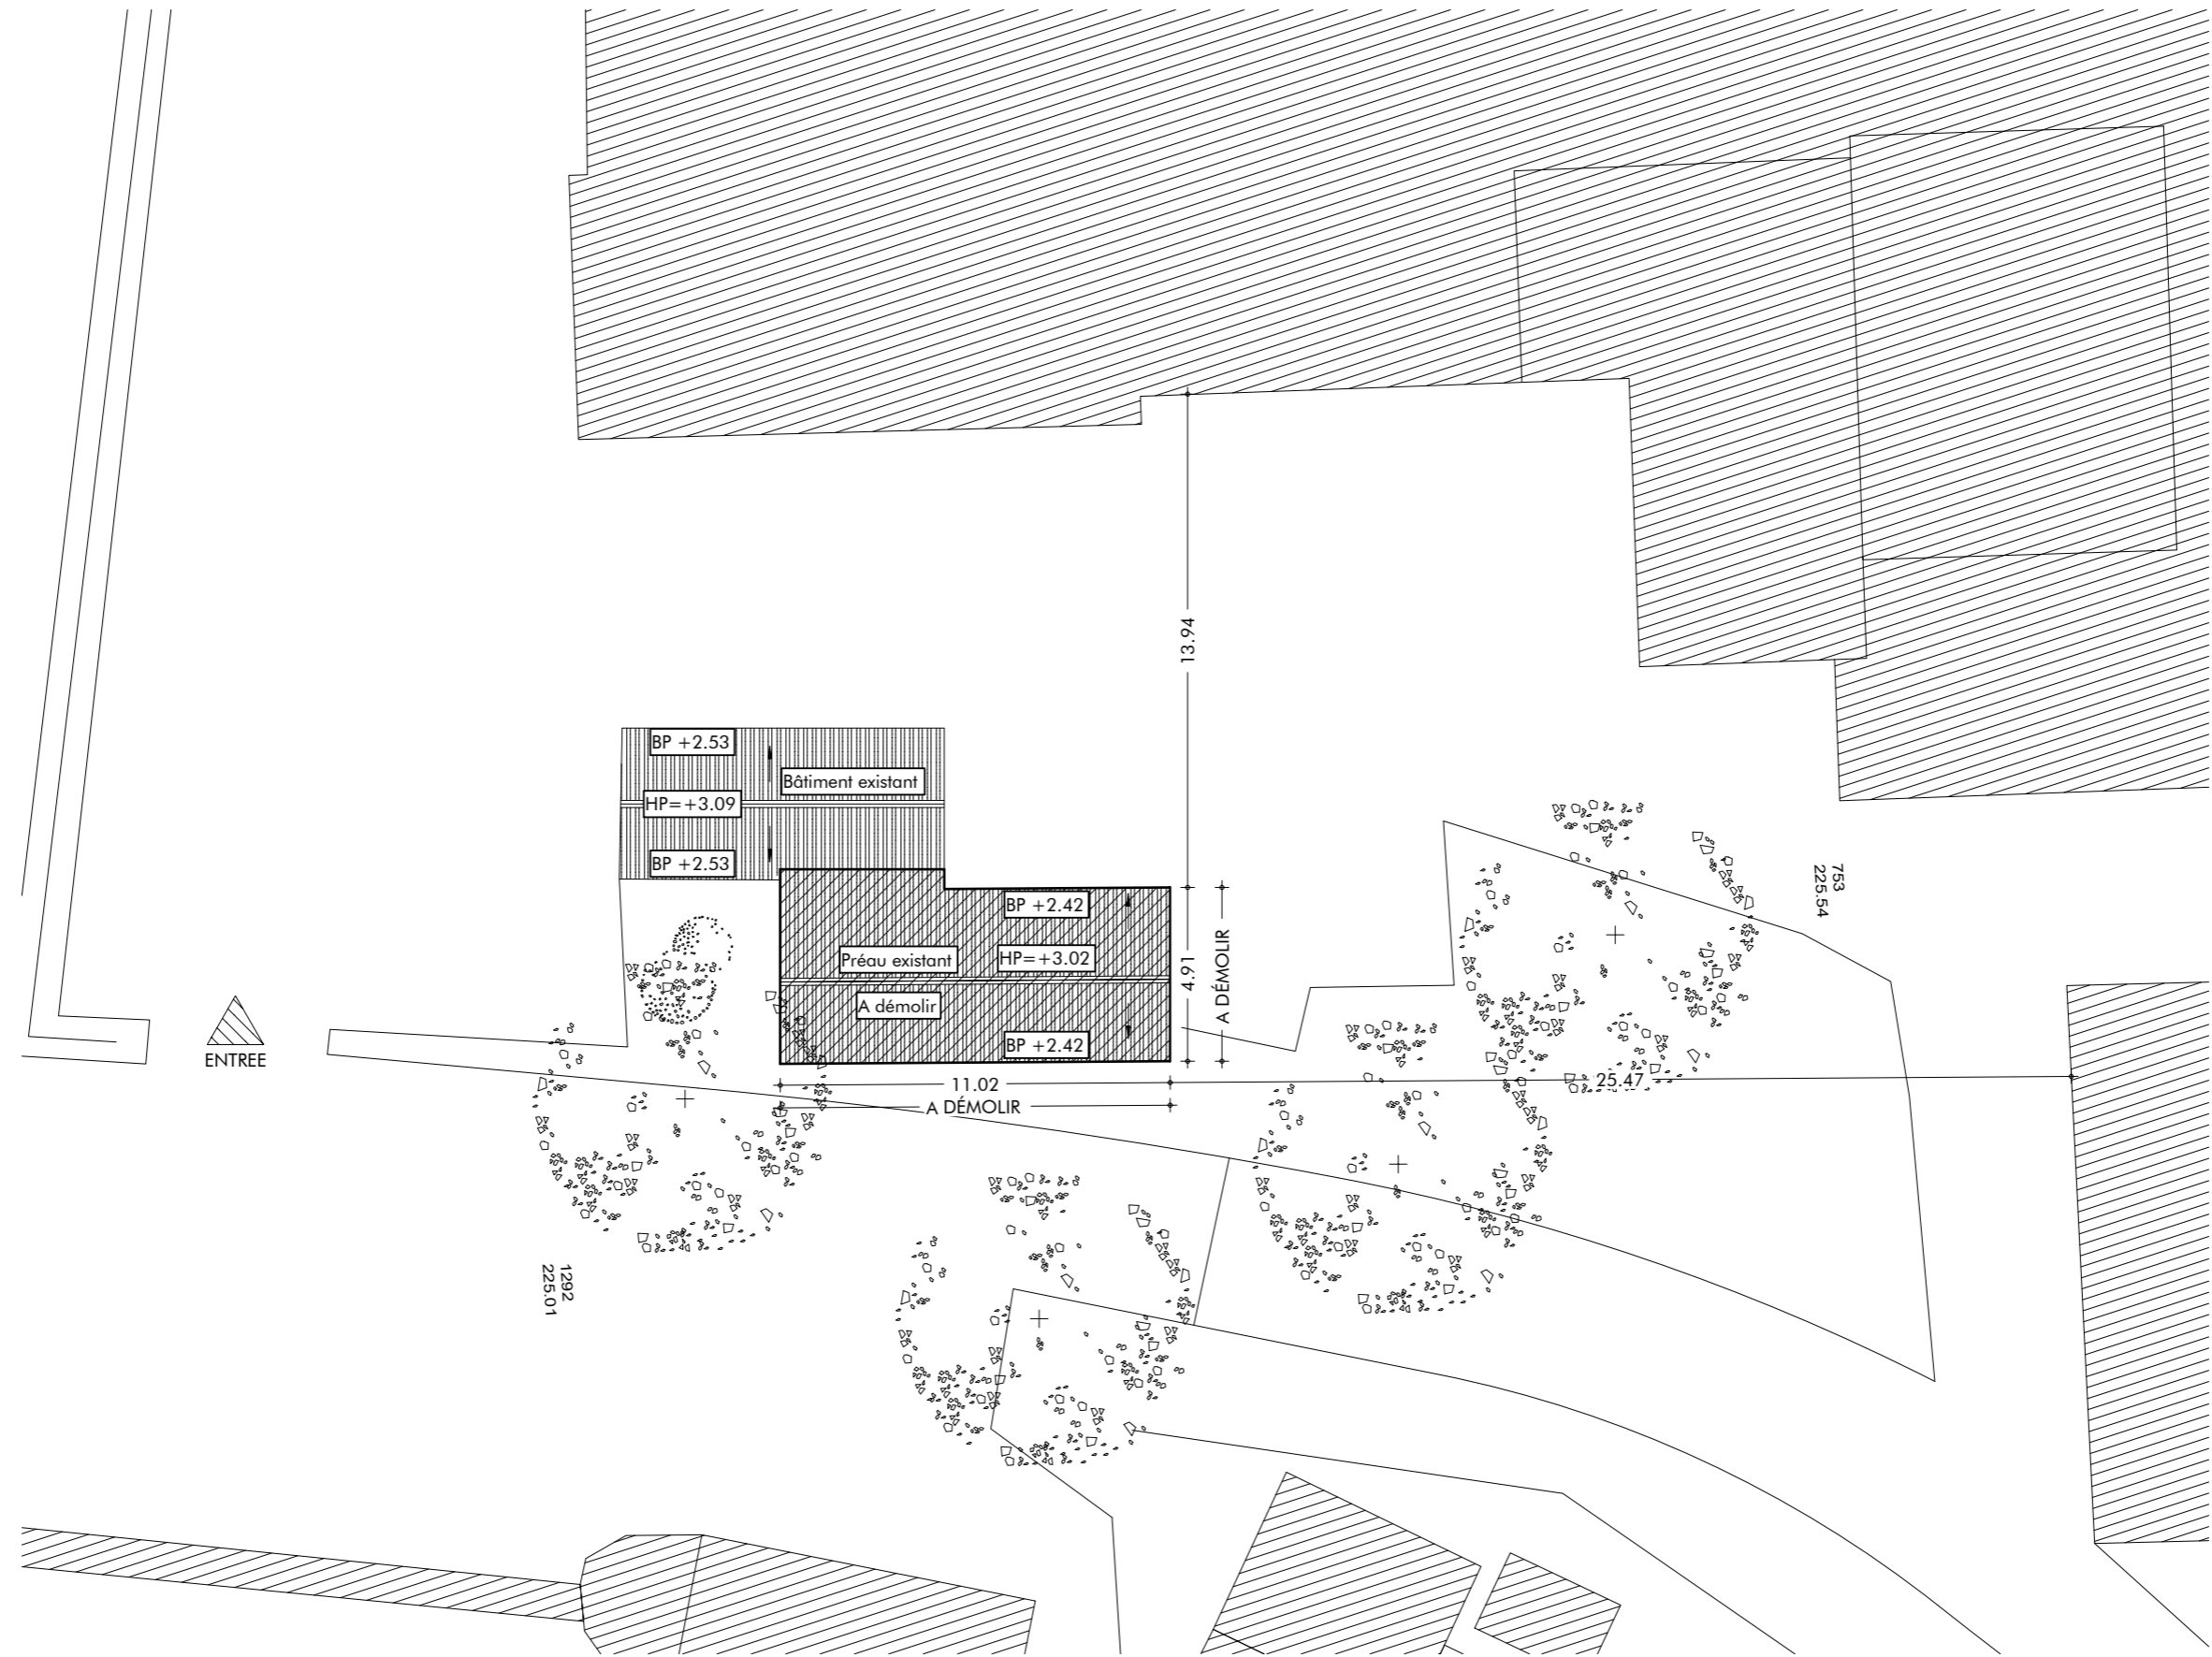 13.94
BP +2.53
Bâtiment existant
HP=+3.09
BP +2.53
753
225.54
BP +2.42
Préau existant
HP=+3.02
4.91
A DÉMOLIR
A démolir
BP +2.42
ENTREE
11.02
25.47
A DÉMOLIR
1292
225.01